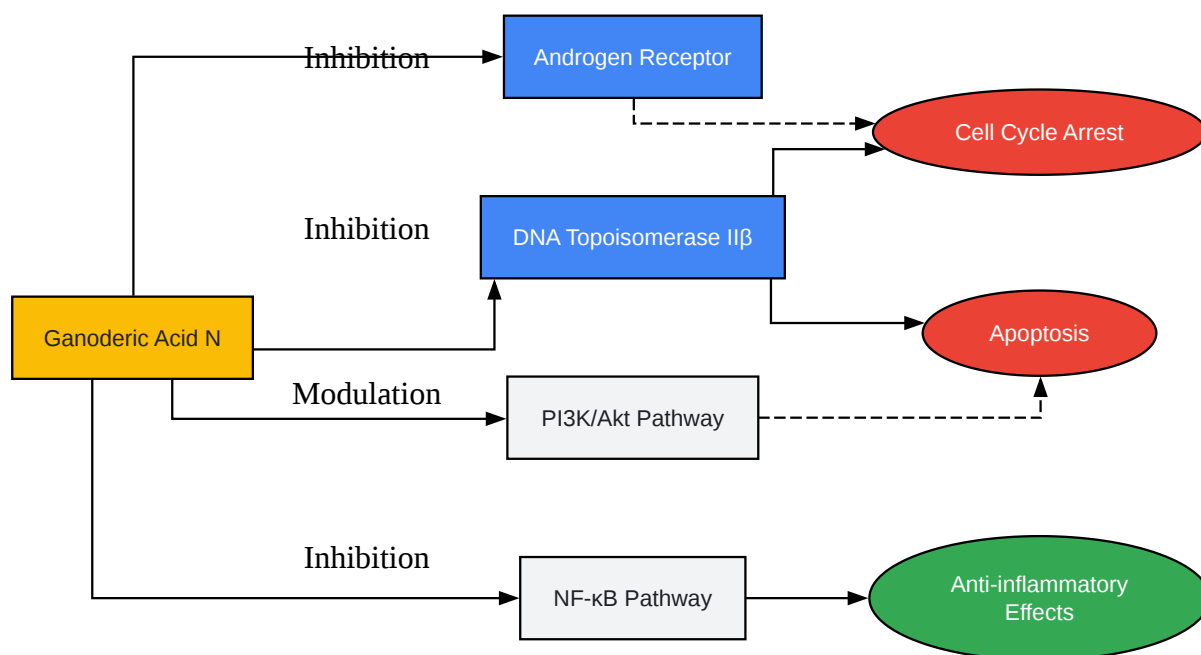 Inhibition
Androgen Receptor
Cell Cycle Arrest
Inhibition
DNA Topoisomerase IIβ
Ganoderic Acid N
Apoptosis
Modulation
PI3K/Akt Pathway
Inhibition
NF-κB Pathway
Anti-inflammatory
Effects